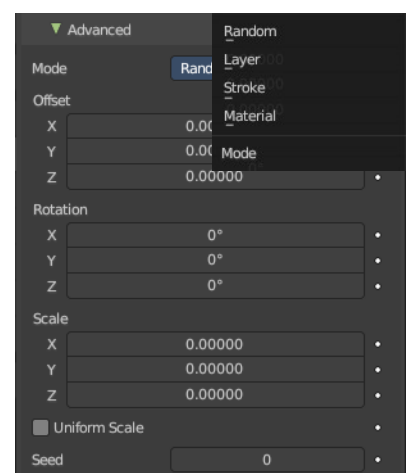 Advanced
Random
Layer
Stroke
Material
Mode
Mode Rand
Offset
X 0.00
Y 0.00
Z 0.00000
Rotation
X 0°
Y 0°
Z 0°
Scale
X 0.00000
Y 0.00000
Z 0.00000
Uniform Scale
Seed 0